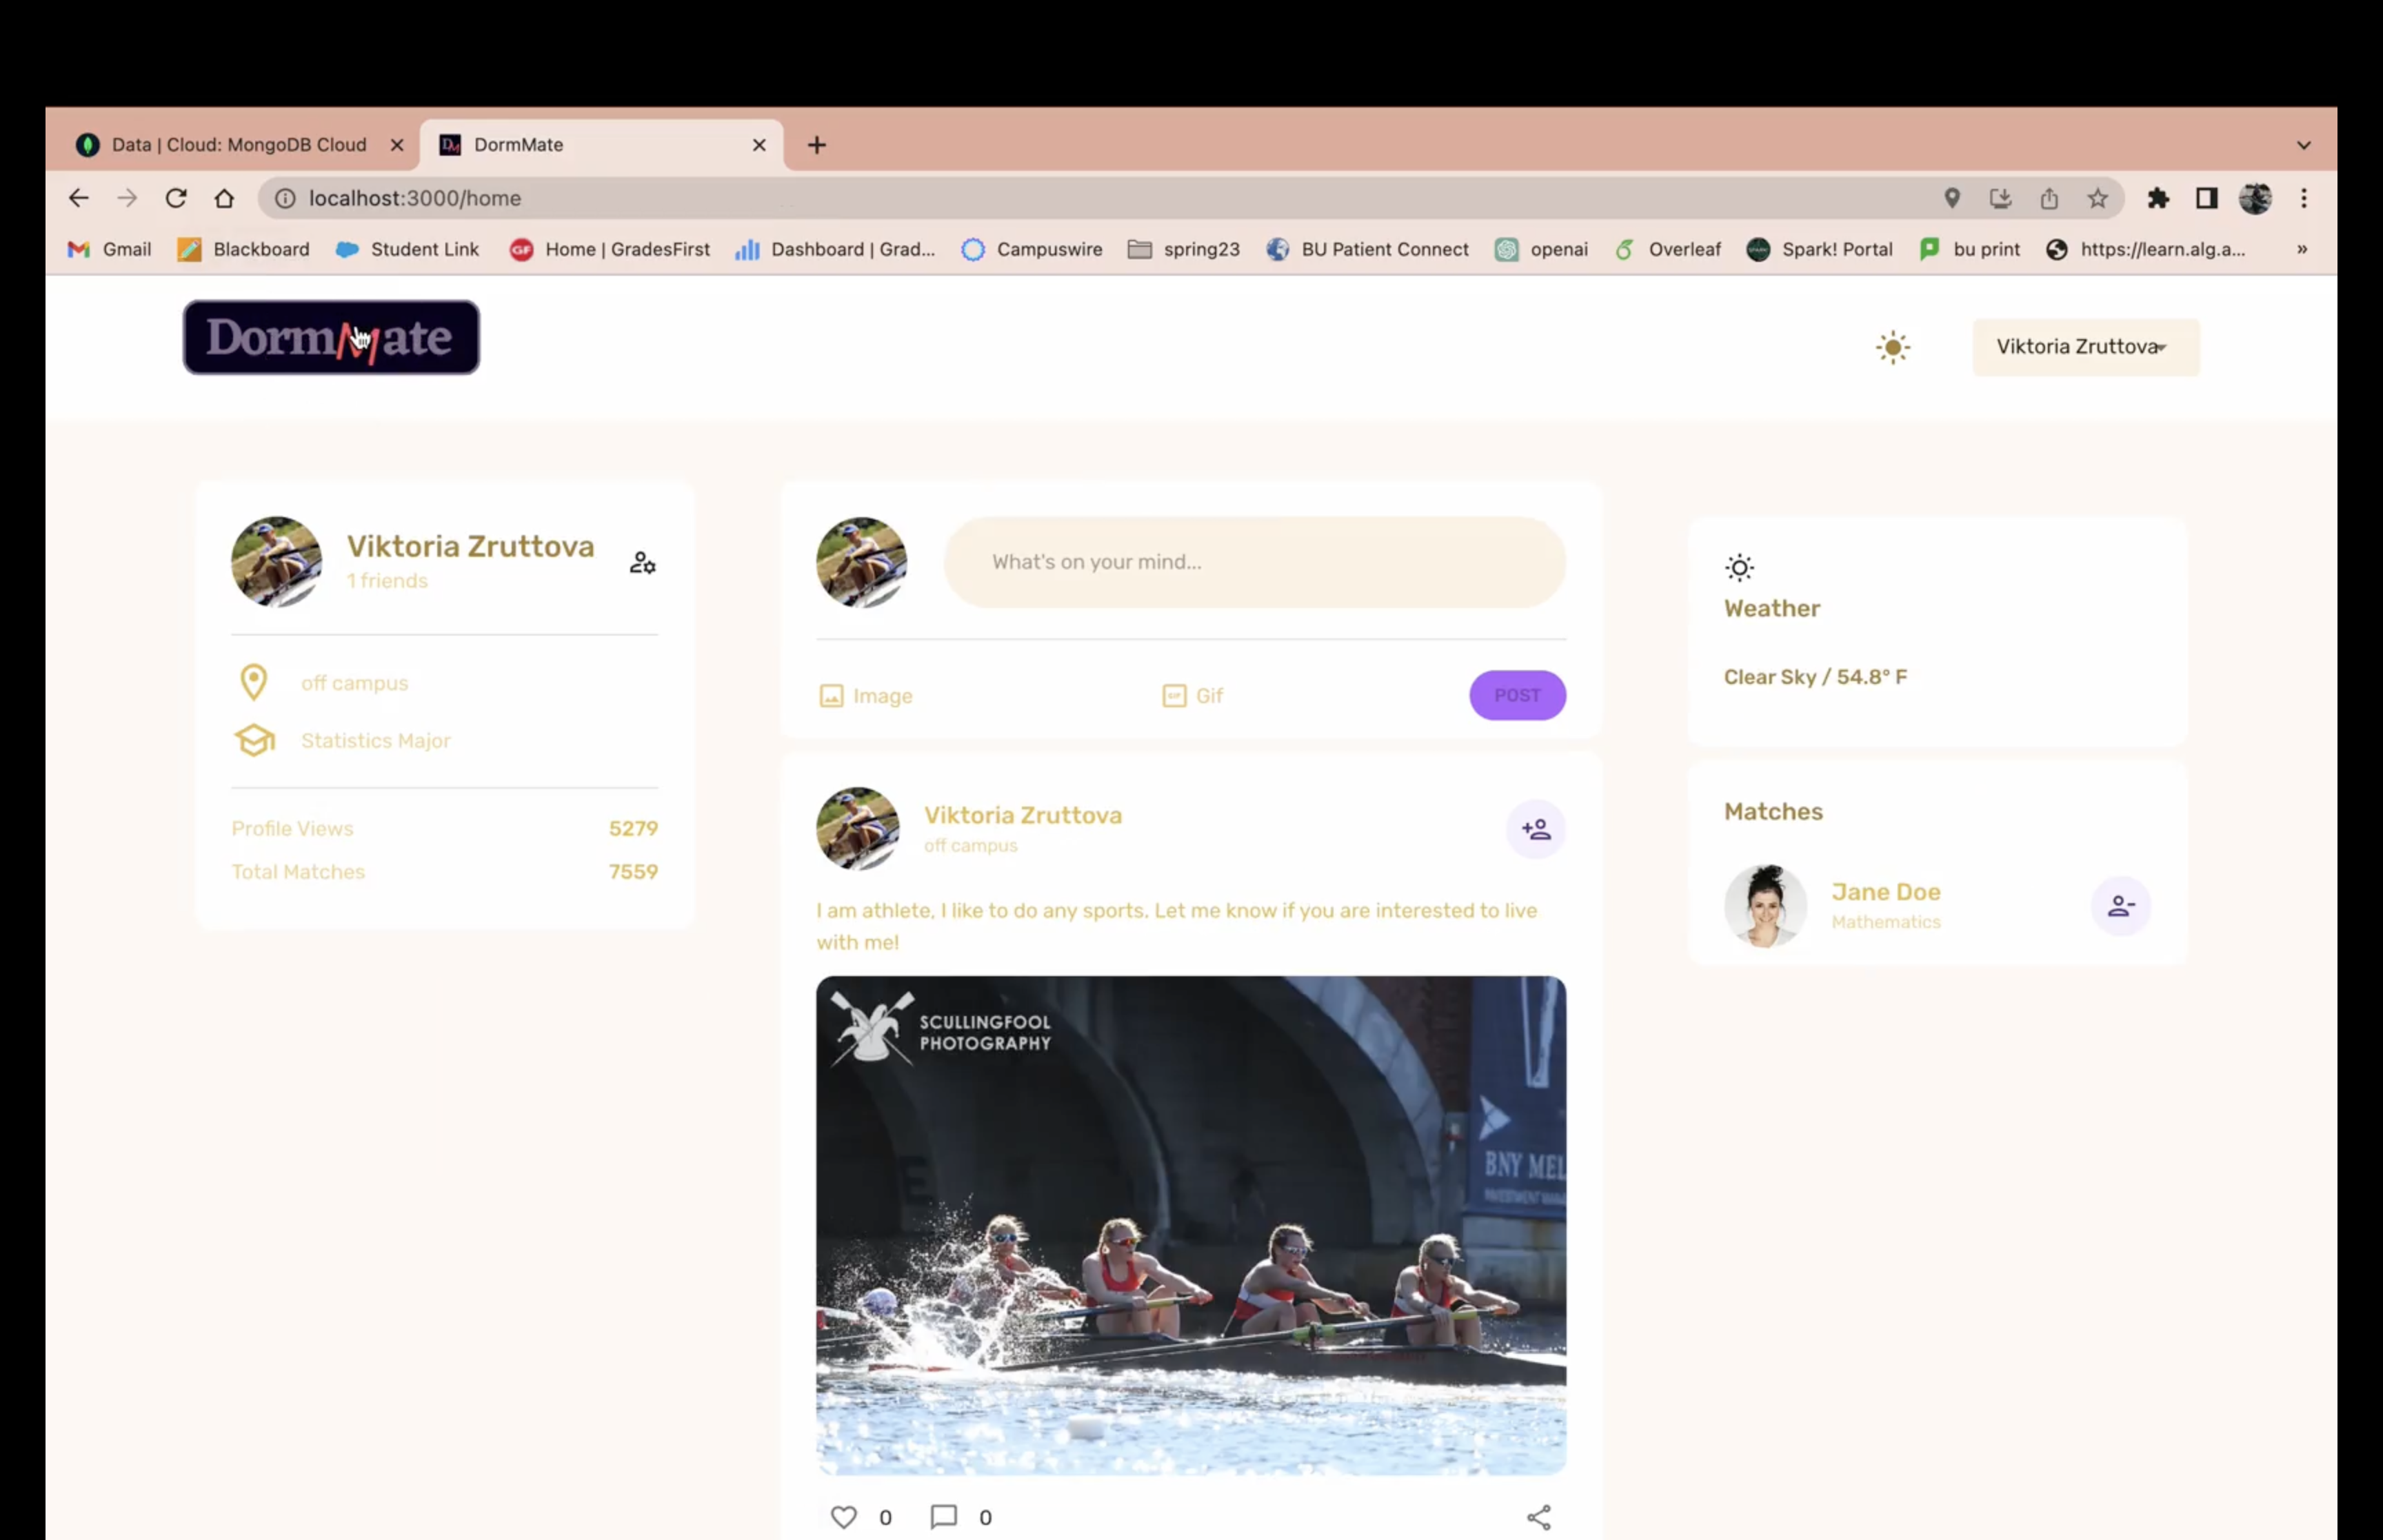 Data | Cloud: MongoDB Cloud
DormMate
localhost:3000/home
Gmail
Blackboard
Student Link
Home | GradesFirst
Dashboard | Grad...
Campuswire
spring23
BU Patient Connect
openai
Overleaf
Spark! Portal
bu print
https://learn.alg.a...
»
DormMate
Viktoria Zruttova
Viktoria Zruttova
1 friends
off campus
Statistics Major
Profile Views 5279
Total Matches 7559
What's on your mind...
Image
Gif
POST
Viktoria Zruttova
off campus
I am athlete, I like to do any sports. Let me know if you are interested to live
with me!
SCULLINGFOOL
PHOTOGRAPHY
BNY MEL
0
0
Weather
Clear Sky / 54.8° F
Matches
Jane Doe
Mathematics